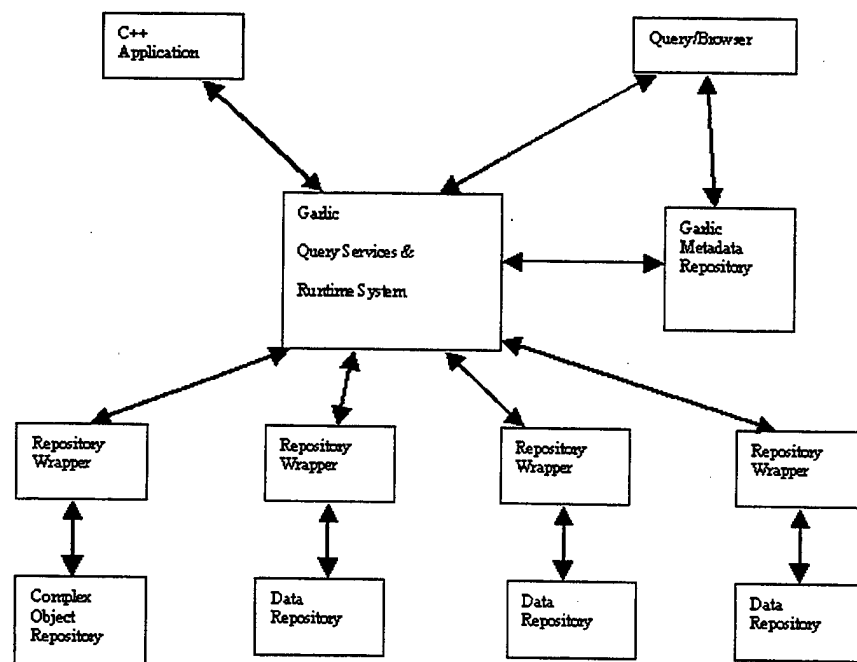 C++
Application
Query/Browser
Garlic
Query Services &
Runtime System
Garlic
Metadata
Repository
Repository
Wrapper
Repository
Wrapper
Repository
Wrapper
Repository
Wrapper
Complex
Object
Repository
Data
Repository
Data
Repository
Data
Repository